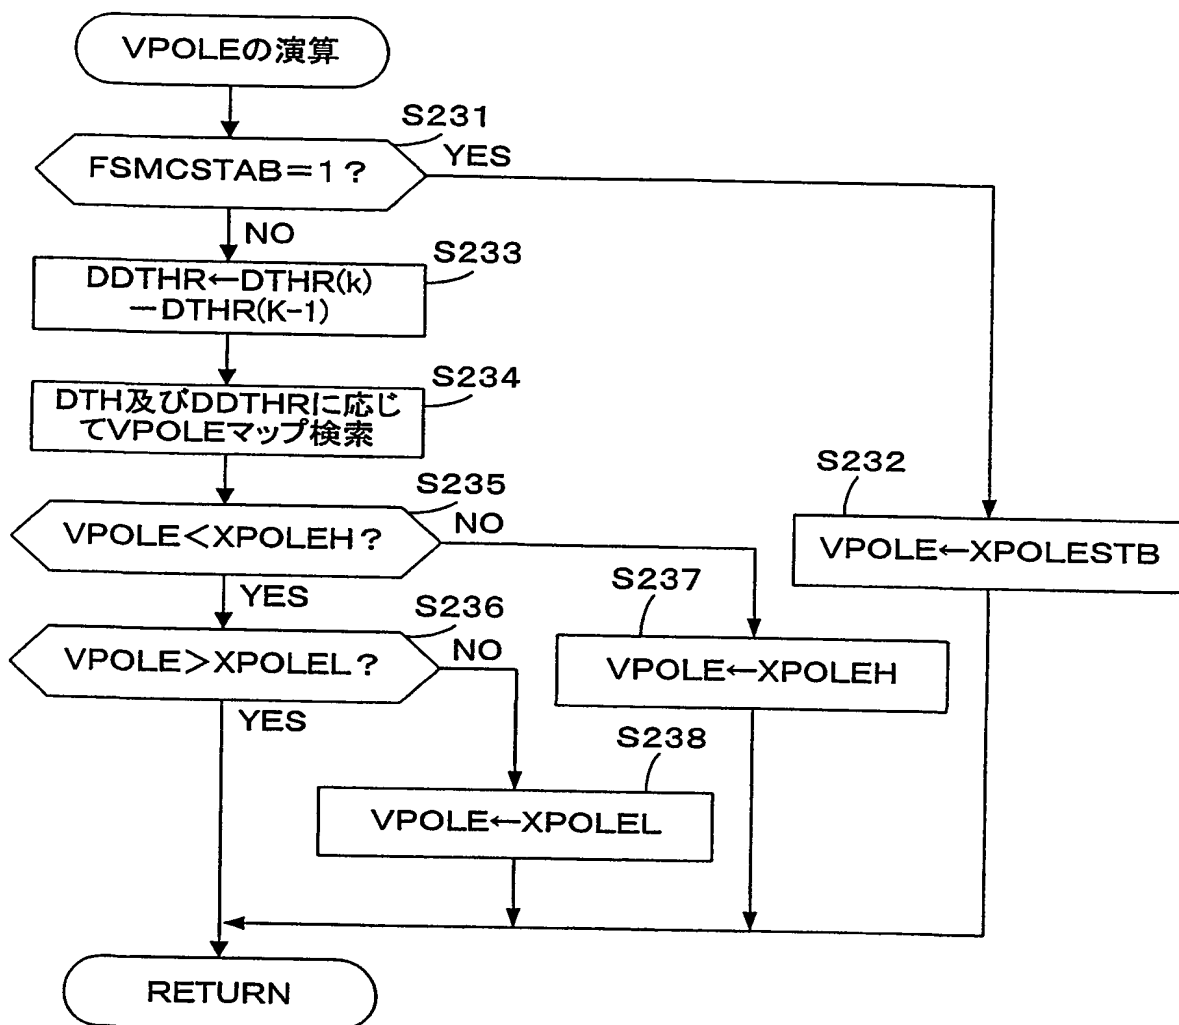 VPOLEの演算
S231
FSMCSTAB=1?
YES
NO
S233
DDTHR←DTHR(k)
−DTHR(K-1)
S234
DTH及びDDTHRに応じ
てVPOLEマップ検索
S232
VPOLE←XPOLESTB
S235
VPOLE<XPOLEH?
NO
YES
S237
VPOLE←XPOLEH
S236
VPOLE>XPOLEL?
NO
YES
S238
VPOLE←XPOLEL
RETURN